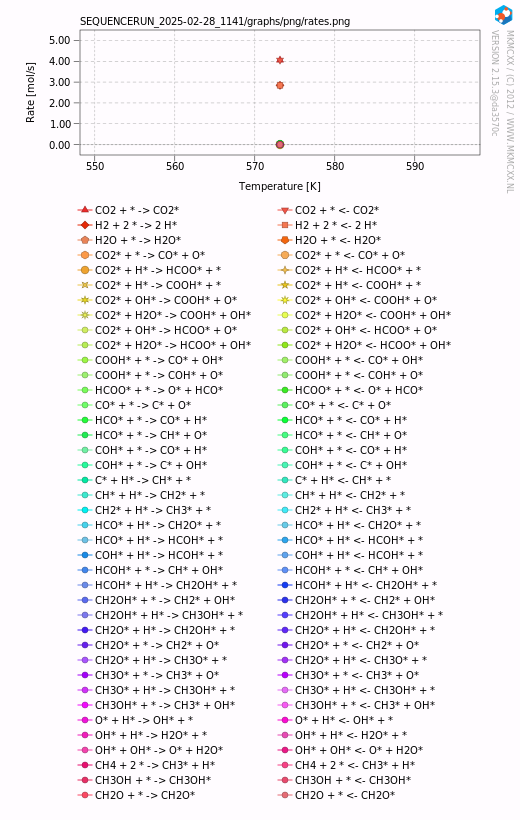 SEQUENCERUN_2025-02-28_1141/graphs/png/rates.png
MKMCXX / (C) 2012 / WWW.MKMCXX.NL
VERSION 2.15.3@da3570c
Rate [mol/s]
5.00
4.00
3.00
2.00
1.00
0.00
550 560 570 580 590
Temperature [K]
CO2 + * -> CO2* CO2 + * <- CO2*
H2 + 2 * -> 2 H* H2 + 2 * <- 2 H*
H2O + * -> H2O* H2O + * <- H2O*
CO2* + * -> CO* + O* CO2* + * <- CO* + O*
CO2* + H* -> HCOO* + * CO2* + H* <- HCOO* + *
CO2* + H* -> COOH* + * CO2* + H* <- COOH* + *
CO2* + OH* -> COOH* + O* CO2* + OH* <- COOH* + O*
CO2* + H2O* -> COOH* + OH* CO2* + H2O* <- COOH* + OH*
CO2* + OH* -> HCOO* + O* CO2* + OH* <- HCOO* + O*
CO2* + H2O* -> HCOO* + OH* CO2* + H2O* <- HCOO* + OH*
COOH* + * -> CO* + OH* COOH* + * <- CO* + OH*
COOH* + * -> COH* + O* COOH* + * <- COH* + O*
HCOO* + * -> O* + HCO* HCOO* + * <- O* + HCO*
CO* + * -> C* + O* CO* + * <- C* + O*
HCO* + * -> CO* + H* HCO* + * <- CO* + H*
HCO* + * -> CH* + O* HCO* + * <- CH* + O*
COH* + * -> CO* + H* COH* + * <- CO* + H*
COH* + * -> C* + OH* COH* + * <- C* + OH*
C* + H* -> CH* + * C* + H* <- CH* + *
CH* + H* -> CH2* + * CH* + H* <- CH2* + *
CH2* + H* -> CH3* + * CH2* + H* <- CH3* + *
HCO* + H* -> CH2O* + * HCO* + H* <- CH2O* + *
HCO* + H* -> HCOH* + * HCO* + H* <- HCOH* + *
COH* + H* -> HCOH* + * COH* + H* <- HCOH* + *
HCOH* + * -> CH* + OH* HCOH* + * <- CH* + OH*
HCOH* + H* -> CH2OH* + * HCOH* + H* <- CH2OH* + *
CH2OH* + * -> CH2* + OH* CH2OH* + * <- CH2* + OH*
CH2OH* + H* -> CH3OH* + * CH2OH* + H* <- CH3OH* + *
CH2O* + H* -> CH2OH* + * CH2O* + H* <- CH2OH* + *
CH2O* + * -> CH2* + O* CH2O* + * <- CH2* + O*
CH2O* + H* -> CH3O* + * CH2O* + H* <- CH3O* + *
CH3O* + * -> CH3* + O* CH3O* + * <- CH3* + O*
CH3O* + H* -> CH3OH* + * CH3O* + H* <- CH3OH* + *
CH3OH* + * -> CH3* + OH* CH3OH* + * <- CH3* + OH*
O* + H* -> OH* + * O* + H* <- OH* + *
OH* + H* -> H2O* + * OH* + H* <- H2O* + *
OH* + OH* -> O* + H2O* OH* + OH* <- O* + H2O*
CH4 + 2 * -> CH3* + H* CH4 + 2 * <- CH3* + H*
CH3OH + * -> CH3OH* CH3OH + * <- CH3OH*
CH2O + * -> CH2O* CH2O + * <- CH2O*